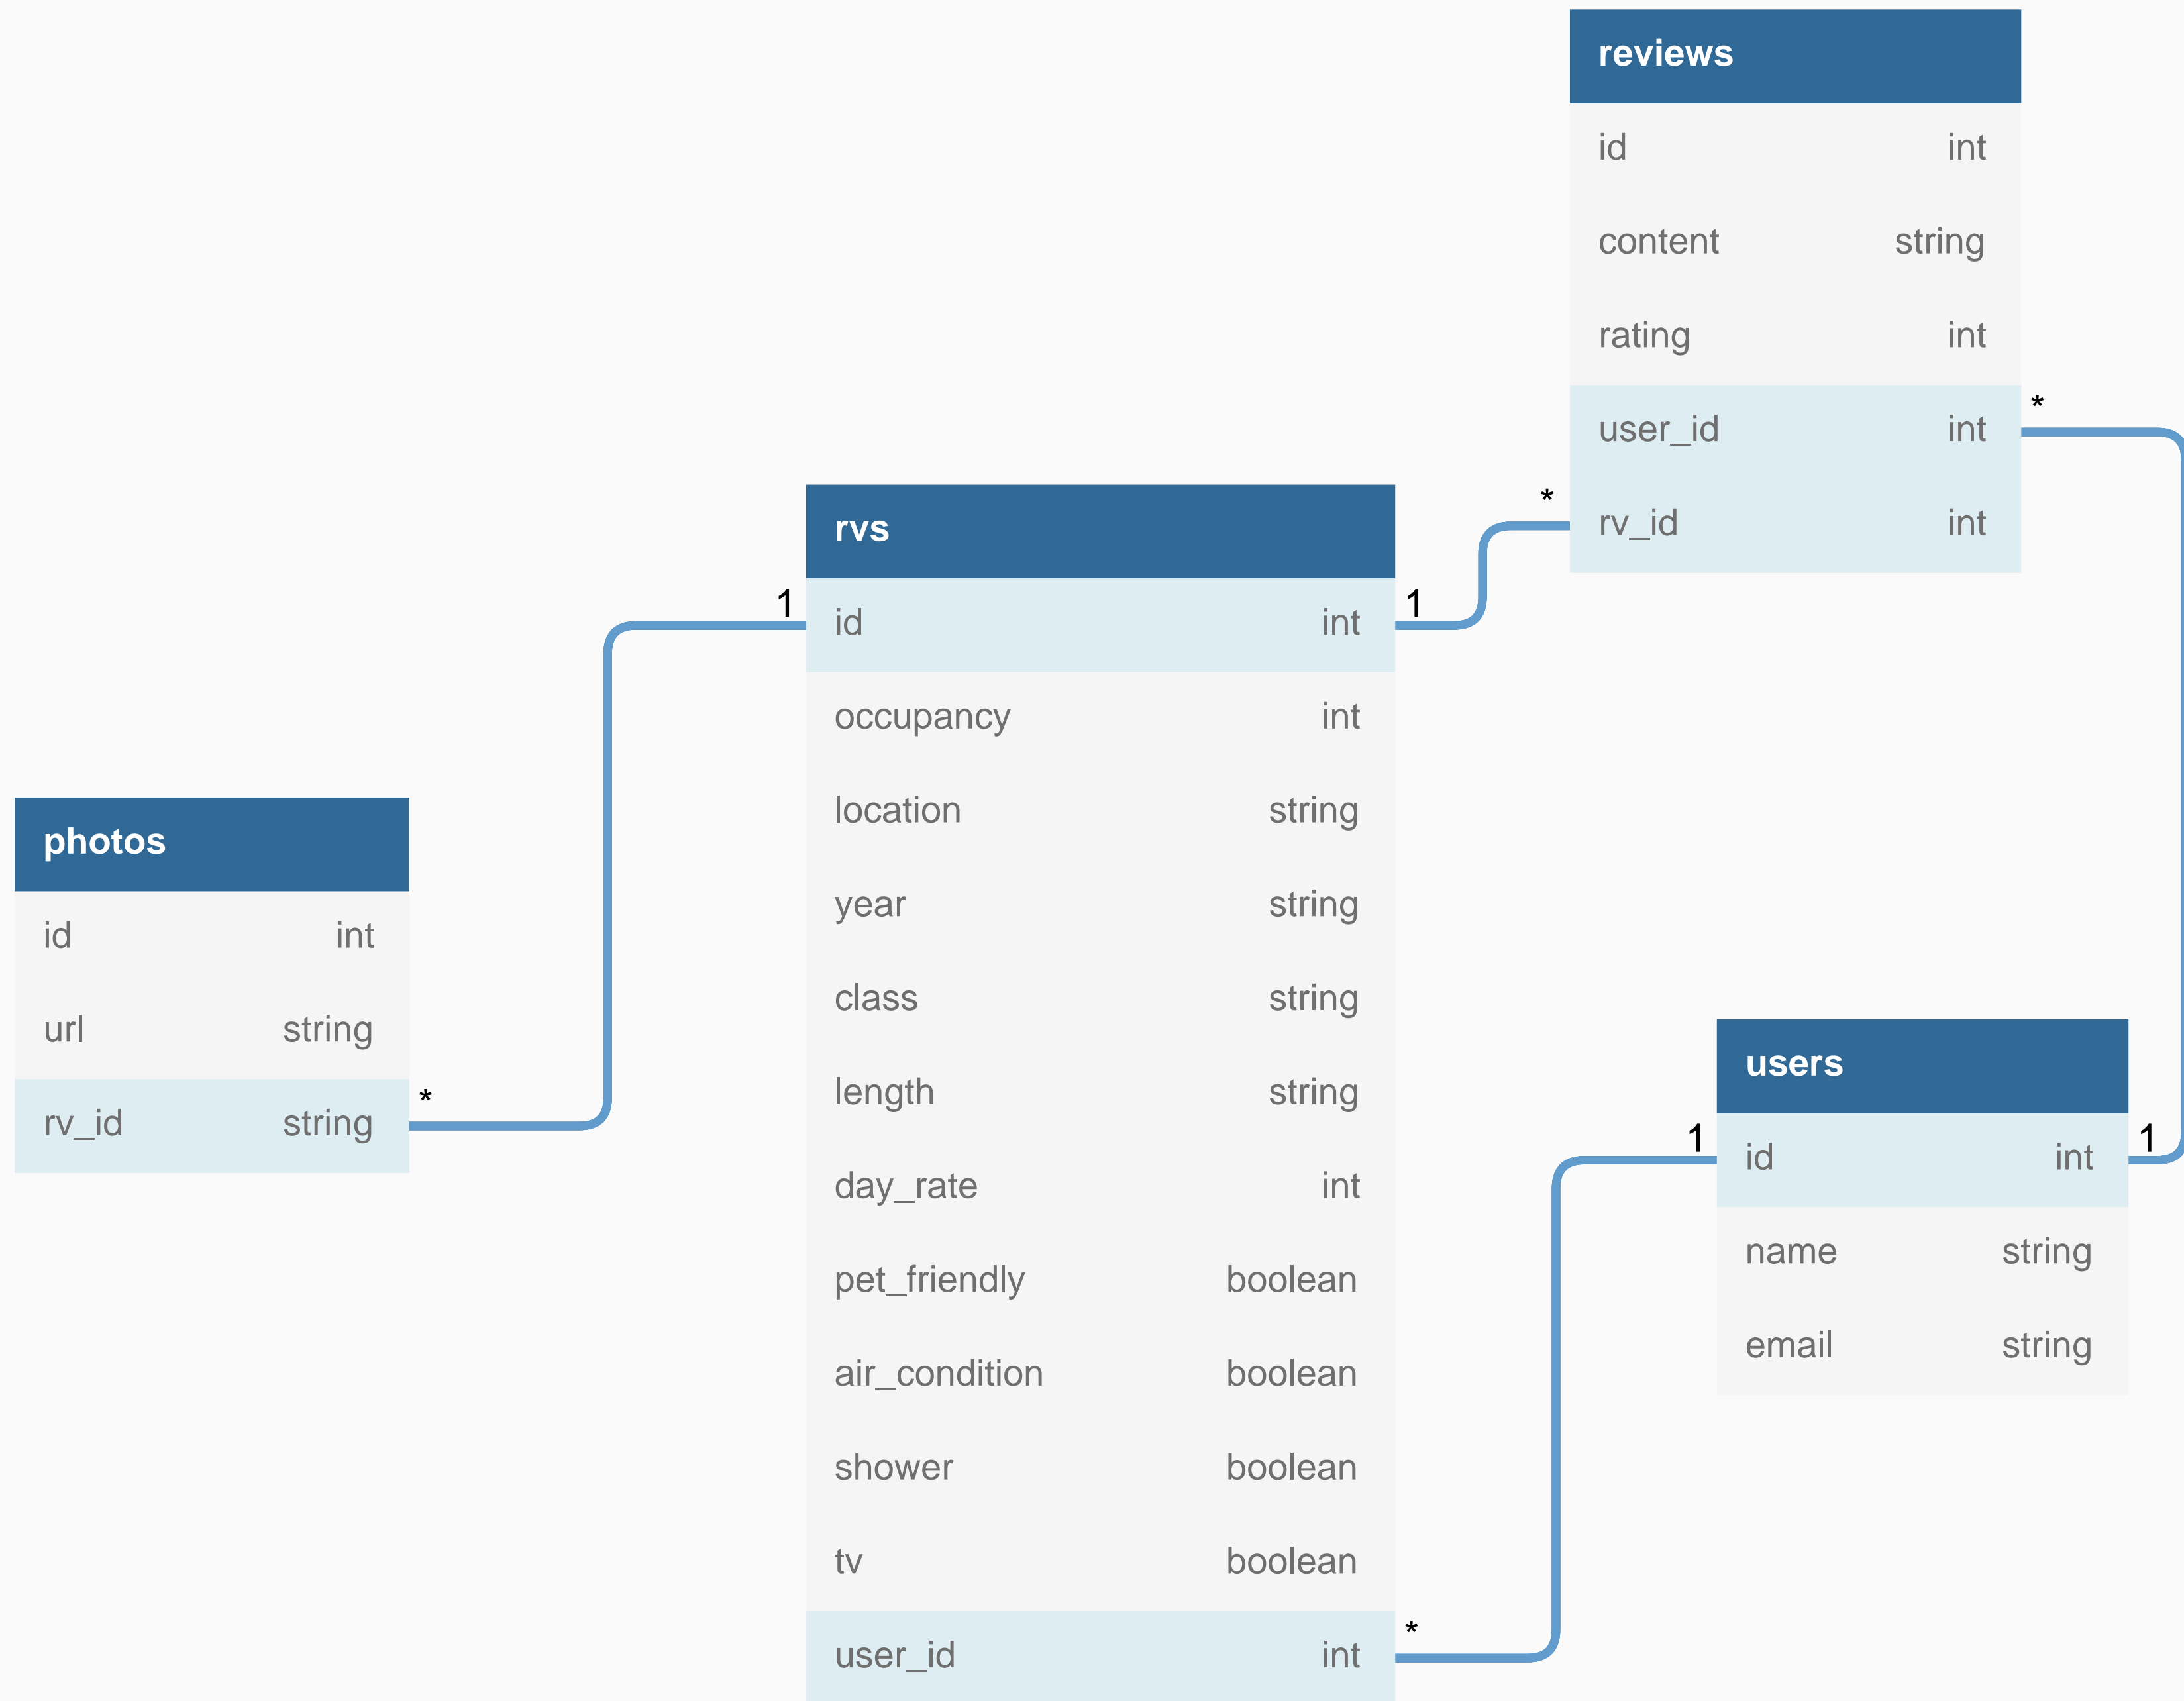 reviews
id int
content string
rating int
user_id int *
* rv_id int
rvs
1 id int 1
occupancy int
location string
year string
class string
length string
day_rate int
pet_friendly boolean
air_condition boolean
shower boolean
tv boolean
user_id int *
photos
id int
url string
rv_id string *
users
1 id int 1
name string
email string